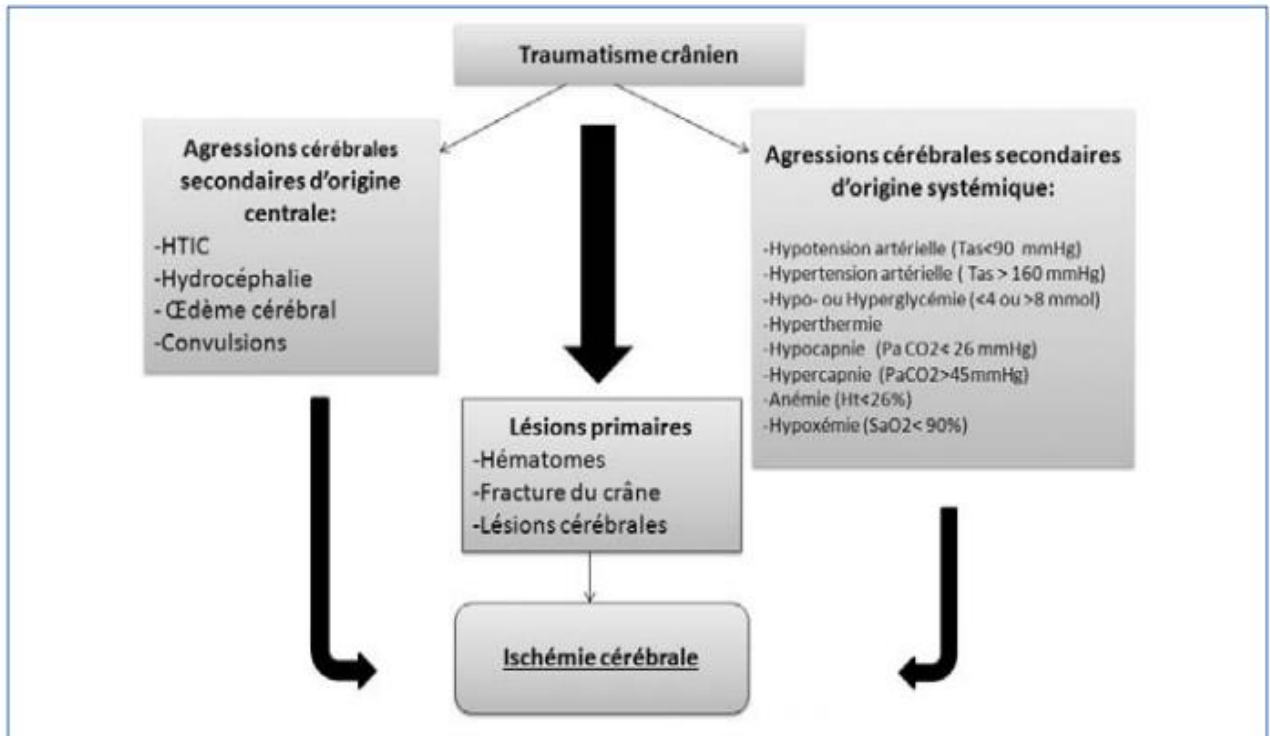 Traumatisme crânien
Agressions cérébrales
secondaires d'origine
centrale:
-HTIC
-Hydrocéphalie
- Œdème cérébral
-Convulsions
Lésions primaires
-Hématomes
-Fracture du crâne
-Lésions cérébrales
Agressions cérébrales secondaires
d'origine systémique:
-Hypotension artérielle (Tas<90 mmHg)
-Hypertension artérielle ( Tas > 160 mmHg)
-Hypo- ou Hyperglycémie (<4 ou >8 mmol)
-Hyperthermie
-Hypocapnie (Pa CO2< 26 mmHg)
-Hypercapnie (PaCO2>45mmHg)
-Anémie (Ht<26%)
-Hypoxémie (SaO2< 90%)
Ischémie cérébrale